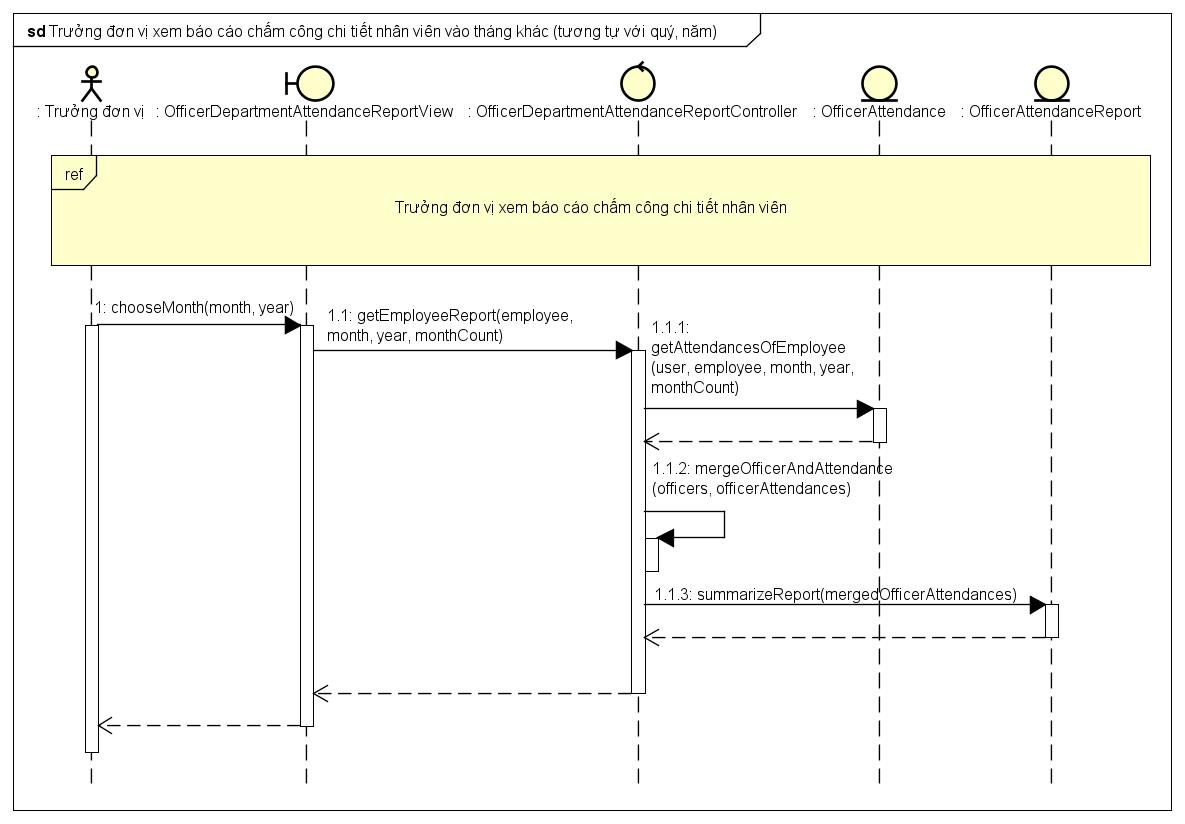 sd Trưởng đơn vị xem báo cáo chấm công chi tiết nhân viên vào tháng khác (tương tự với quý, năm)
: Trưởng đơn vị
: OfficerDepartmentAttendanceReportView
: OfficerDepartmentAttendanceReportController
: OfficerAttendance
: OfficerAttendanceReport
ref
Trưởng đơn vị xem báo cáo chấm công chi tiết nhân viên
1: chooseMonth(month, year)
1.1: getEmployeeReport(employee,
month, year, monthCount)
1.1.1:
getAttendancesOfEmployee
(user, employee, month, year,
monthCount)
1.1.2: mergeOfficerAndAttendance
(officers, officerAttendances)
1.1.3: summarizeReport(mergedOfficerAttendances)